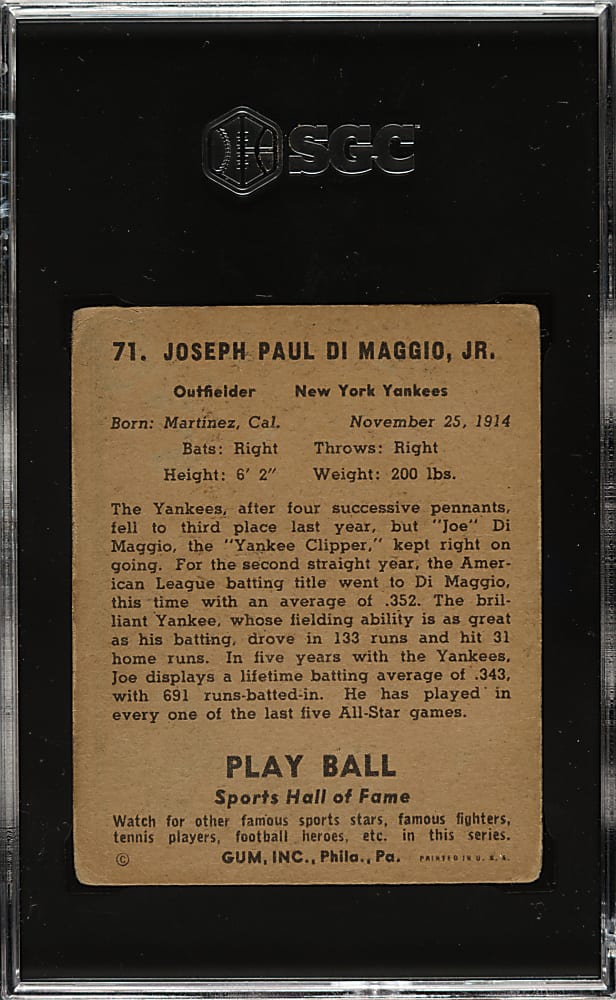 SGC
71. JOSEPH PAUL DI MAGGIO, JR.
Outfielder New York Yankees
Born: Martinez, Cal. November 25, 1914
Bats: Right Throws: Right
Height: 6' 2" Weight: 200 lbs.
The Yankees, after four successive pennants,
fell to third place last year, but "Joe" Di
Maggio, the "Yankee Clipper," kept right on
going. For the second straight year, the Amer-
ican League batting title went to Di Maggio,
this time with an average of .352. The bril-
liant Yankee, whose fielding ability is as great
as his batting, drove in 133 runs and hit 31
home runs. In five years with the Yankees,
Joe displays a lifetime batting average of .343,
with 691 runs-batted-in. He has played in
every one of the last five All-Star games.
PLAY BALL
Sports Hall of Fame
Watch for other famous sports stars, famous fighters,
tennis players, football heroes, etc. in this series.
© GUM, INC., Phila., Pa. PRINTED IN U. S. A.